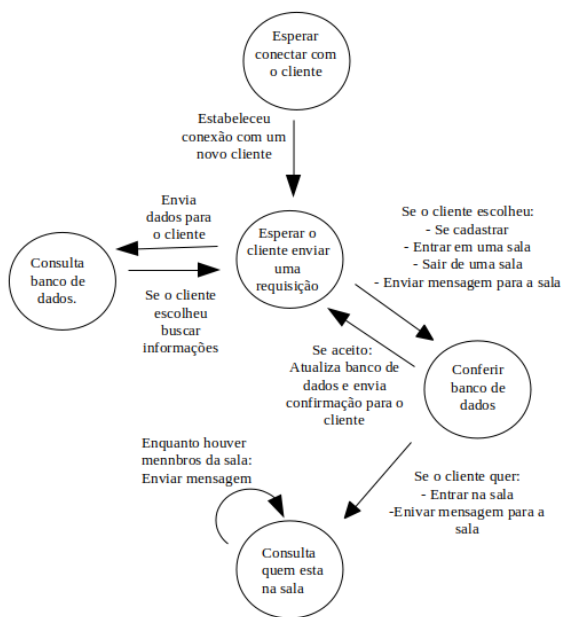 Esperar
conectar com
o cliente
Estabeleceu
conexão com um
novo cliente
Envia
dados para
o cliente
Esperar o
cliente enviar
uma
requisição
Se o cliente escolheu:
- Se cadastrar
- Entrar em uma sala
- Sair de uma sala
- Enviar mensagem para a sala
Consulta
banco de
dados.
Se o cliente
escolheu
buscar
informações
Se aceito:
Atualiza banco de
dados e envia
confirmação para o
cliente
Conferir
banco de
dados
Enquanto houver
mennbros da sala:
Enviar mensagem
Se o cliente quer:
- Entrar na sala
-Enivar mensagem para a
sala
Consulta
quem esta
na sala